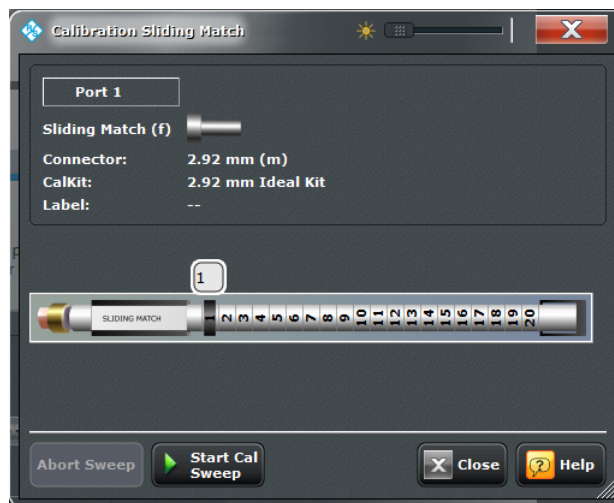 Calibration Sliding Match
X
Port 1
Sliding Match (f)
Connector: 2.92 mm (m)
CalKit: 2.92 mm Ideal Kit
Label: --
1
SLIDING MATCH 1 2 3 4 5 6 7 8 9 10 11 12 13 14 15 16 17 18 19 20
Abort Sweep
Start Cal
Sweep
X Close
? Help